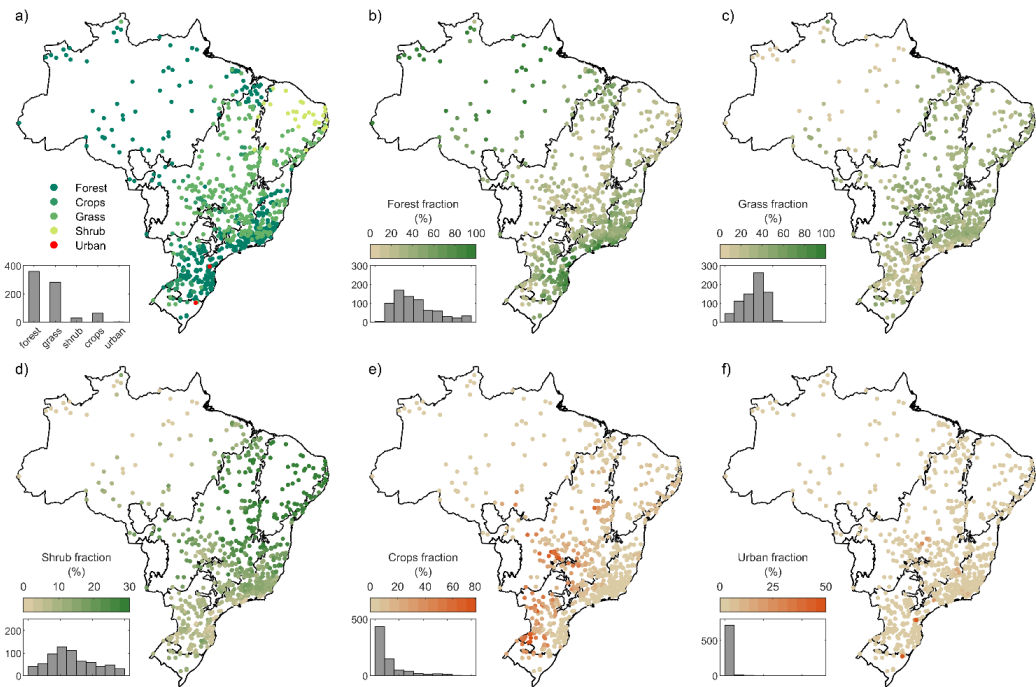 a)
b)
c)
Forest
Crops
Grass
Shrub
Urban
400
200
0
forest
grass
shrub
crops
urban
Forest fraction
(%)
0 20 40 60 80 100
300
200
100
0
Grass fraction
(%)
0 20 40 60 80 100
300
200
100
0
d)
e)
f)
Shrub fraction
(%)
0 10 20 30
200
100
0
Crops fraction
(%)
0 20 40 60 80
500
0
Urban fraction
(%)
0 25 50
500
0